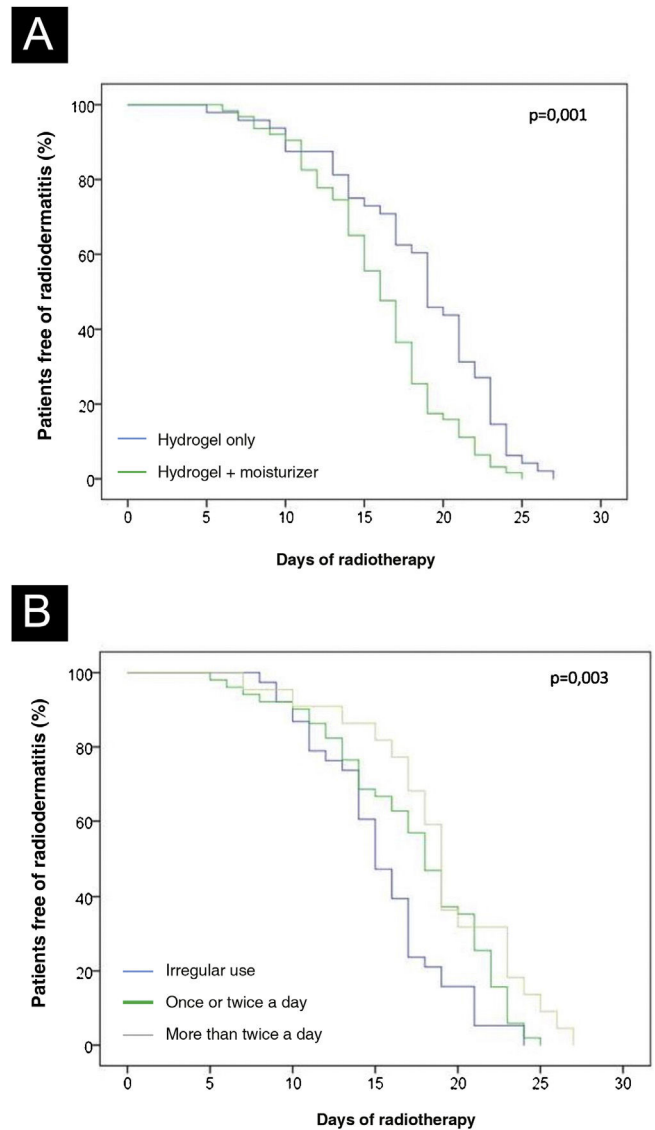 A
p=0,001
Patients free of radiodermatitis (%)
100
80
60
40
20
0
Hydrogel only
Hydrogel + moisturizer
0 5 10 15 20 25 30
Days of radiotherapy
B
p=0,003
Patients free of radiodermatitis (%)
100
80
60
40
20
0
Irregular use
Once or twice a day
More than twice a day
0 5 10 15 20 25 30
Days of radiotherapy